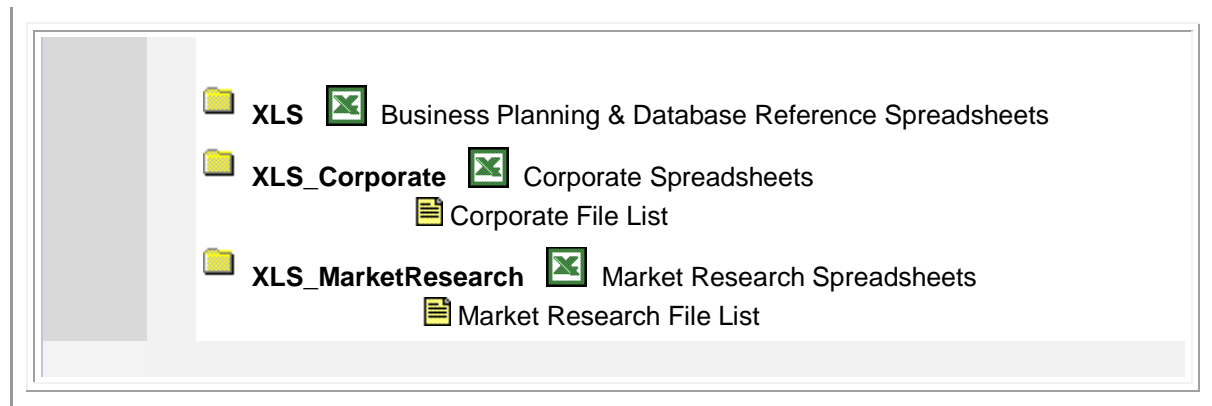 XLS Business Planning & Database Reference Spreadsheets
XLS_Corporate Corporate Spreadsheets
Corporate File List
XLS_MarketResearch Market Research Spreadsheets
Market Research File List